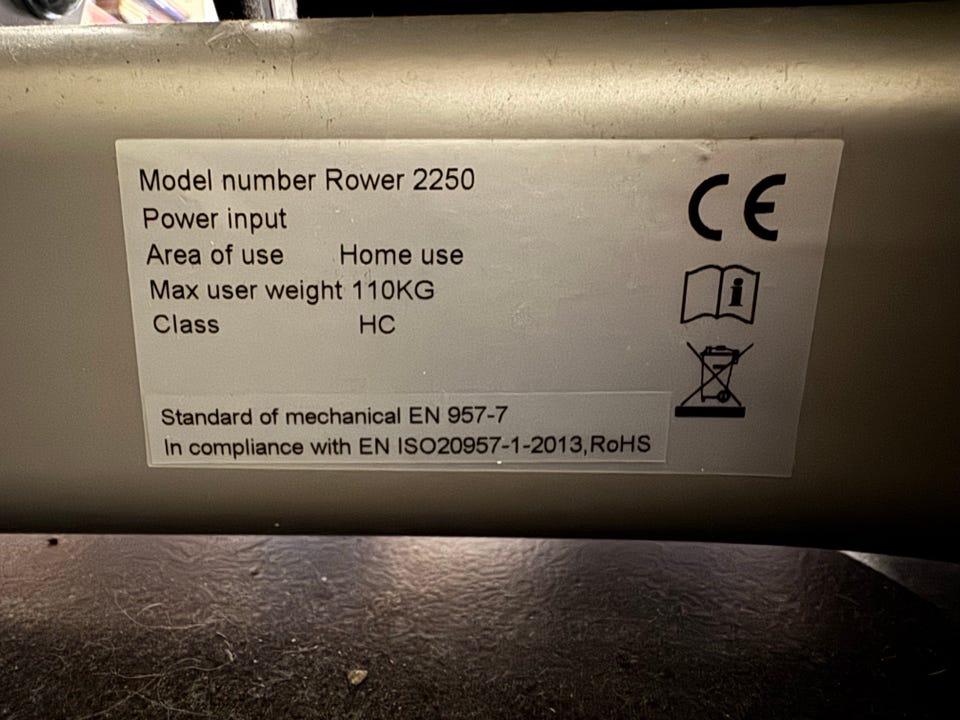 Model number Rower 2250
Power input
Area of use Home use
Max user weight 110KG
Class HC
CE
i
Standard of mechanical EN 957-7
In compliance with EN ISO20957-1-2013,RoHS